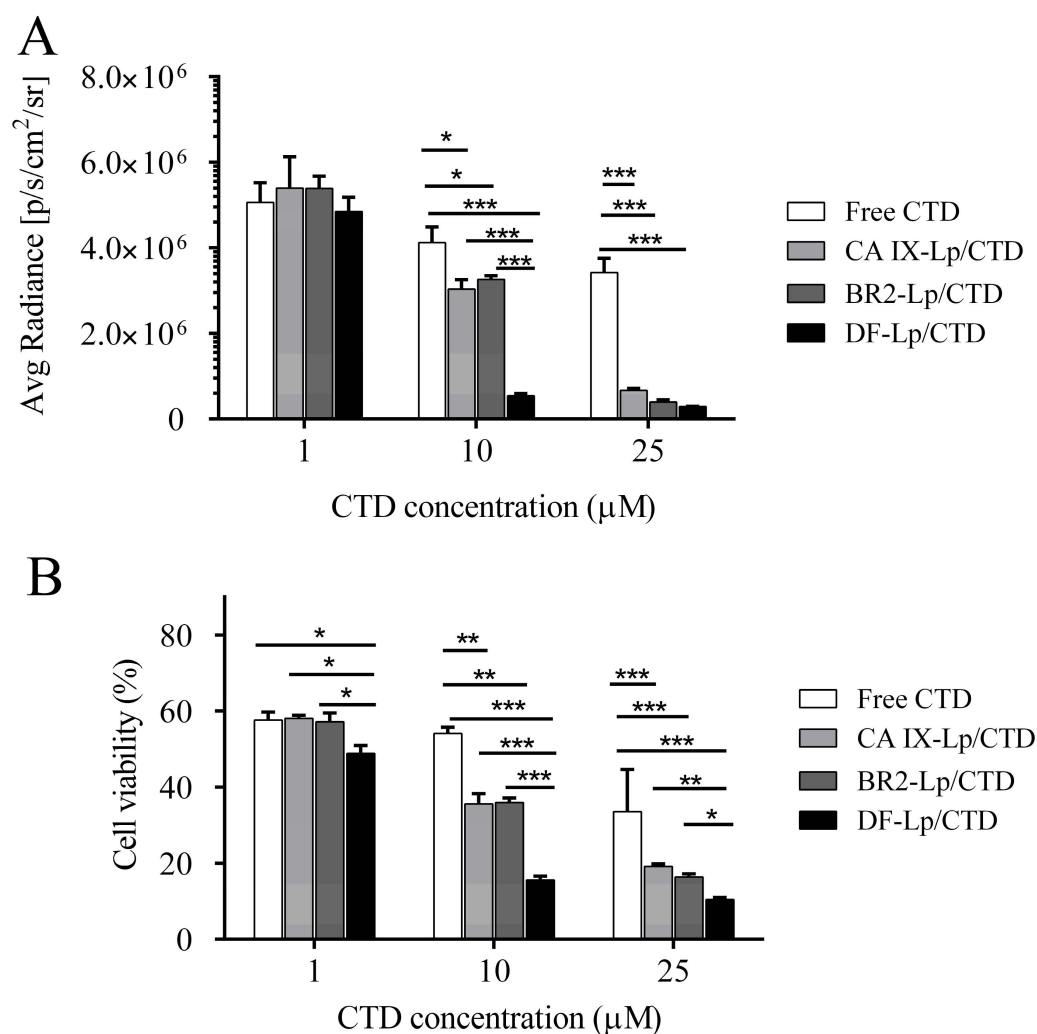 A
Avg Radiance [p/s/cm²/sr]
8.0×10⁶
6.0×10⁶
4.0×10⁶
2.0×10⁶
0
*
*
***
***
***
***
***
***
1
10
25
CTD concentration (μM)
Free CTD
CA IX-Lp/CTD
BR2-Lp/CTD
DF-Lp/CTD
B
Cell viability (%)
80
60
40
20
0
*
*
*
**
**
***
***
***
***
***
***
**
*
1
10
25
CTD concentration (μM)
Free CTD
CA IX-Lp/CTD
BR2-Lp/CTD
DF-Lp/CTD